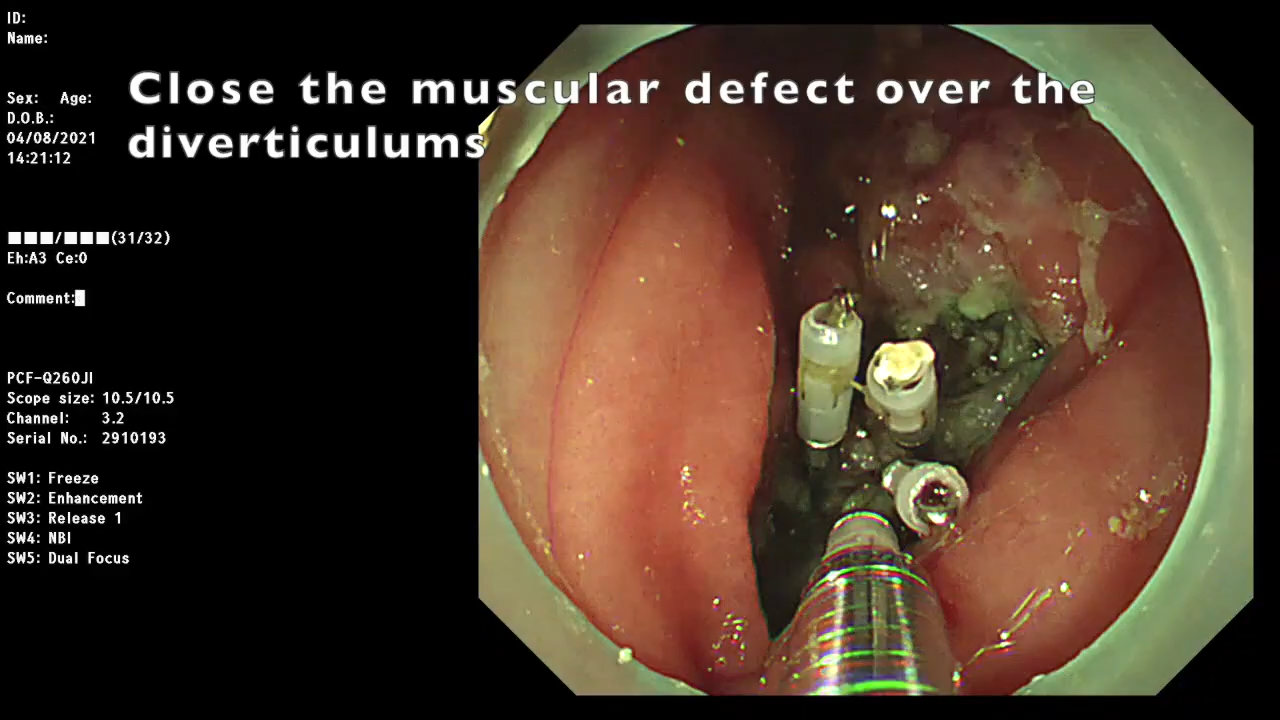 ID:
Name:
Close the muscular defect over the
diverticulums
Sex: Age:
D.O.B.:
04/08/2021
14:21:12
■■■/■■■(31/32)
Eh:A3 Ce:0
Comment:
PCF-Q260JI
Scope size: 10.5/10.5
Channel: 3.2
Serial No.: 2910193
SW1: Freeze
SW2: Enhancement
SW3: Release 1
SW4: NBI
SW5: Dual Focus